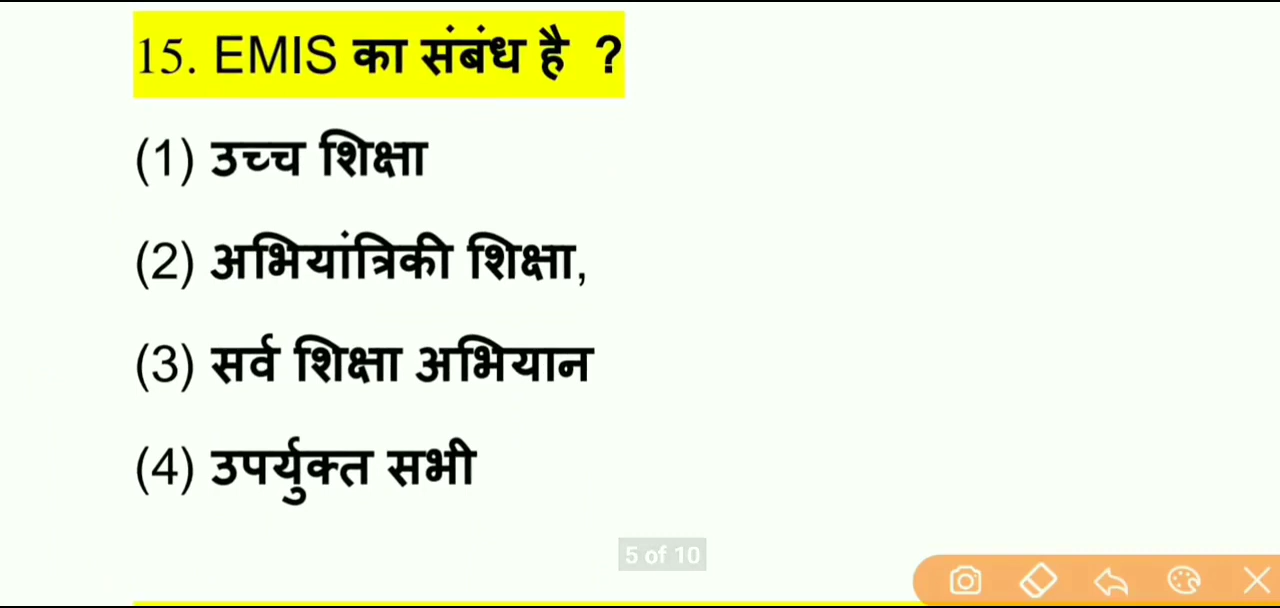 15. EMIS का संबंध है ?
(1) उच्च शिक्षा
(2) अभियांत्रिकी शिक्षा,
(3) सर्व शिक्षा अभियान
(4) उपर्युक्त सभी
5 of 10